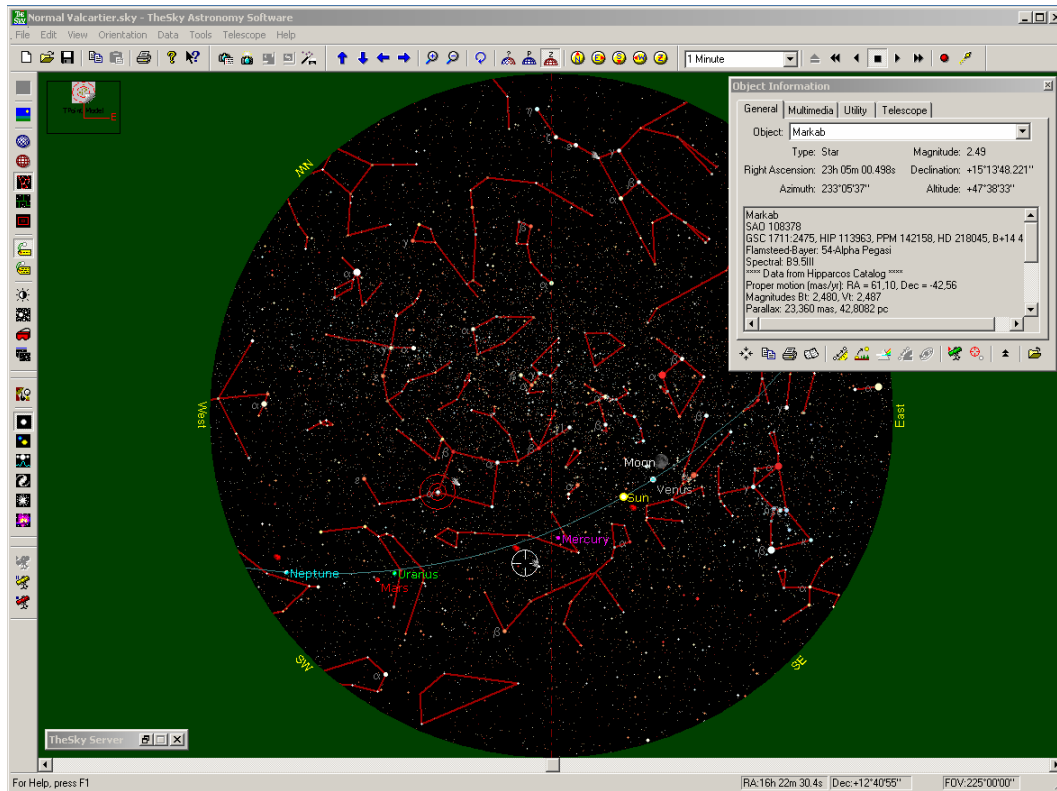 Normal Valcartier.sky - TheSky Astronomy Software
File Edit View Orientation Data Tools Telescope Help
1 Minute
TPoint Model
E
Object Information
General Multimedia Utility Telescope
Object: Markab
Type: Star Magnitude: 2.49
Right Ascension: 23h 05m 00.498s Declination: +15°13'48.221"
Azimuth: 233°05'37" Altitude: +47°38'33"
Markab
SAO 108378
GSC 1711:2475, HIP 113963, PPM 142158, HD 218045, B+14 4
Flamsteed-Bayer: 54-Alpha Pegasi
Spectral: B9.5III
**** Data from Hipparcos Catalog ****
Proper motion (mas/yr): RA = 61,10, Dec = -42,56
Magnitudes Bt: 2,480, Vt: 2,487
Parallax: 23,360 mas, 42,8082 pc
NW
West
East
Moon
Venus
Sun
Mercury
Neptune
Uranus
Mars
SW
SE
TheSky Server
For Help, press F1
RA:16h 22m 30.4s Dec:+12°40'55" FOV:225°00'00"